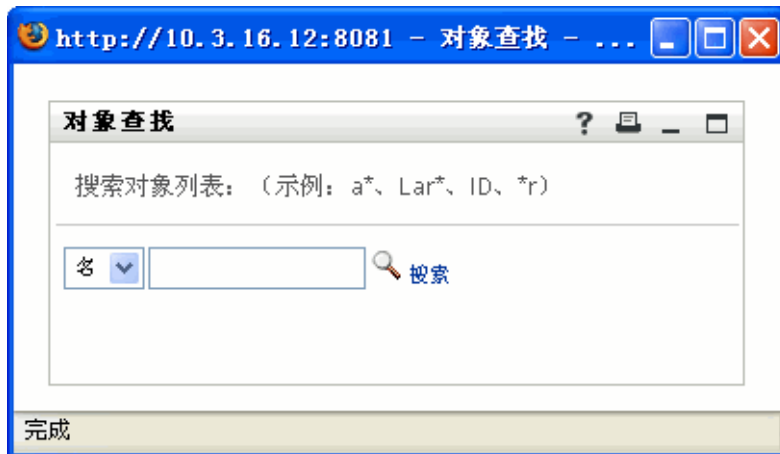 http://10.3.16.12:8081 - 对象查找 - ...
对象查找
搜索对象列表：（示例：a*、Lar*、ID、*r）
名
搜索
完成